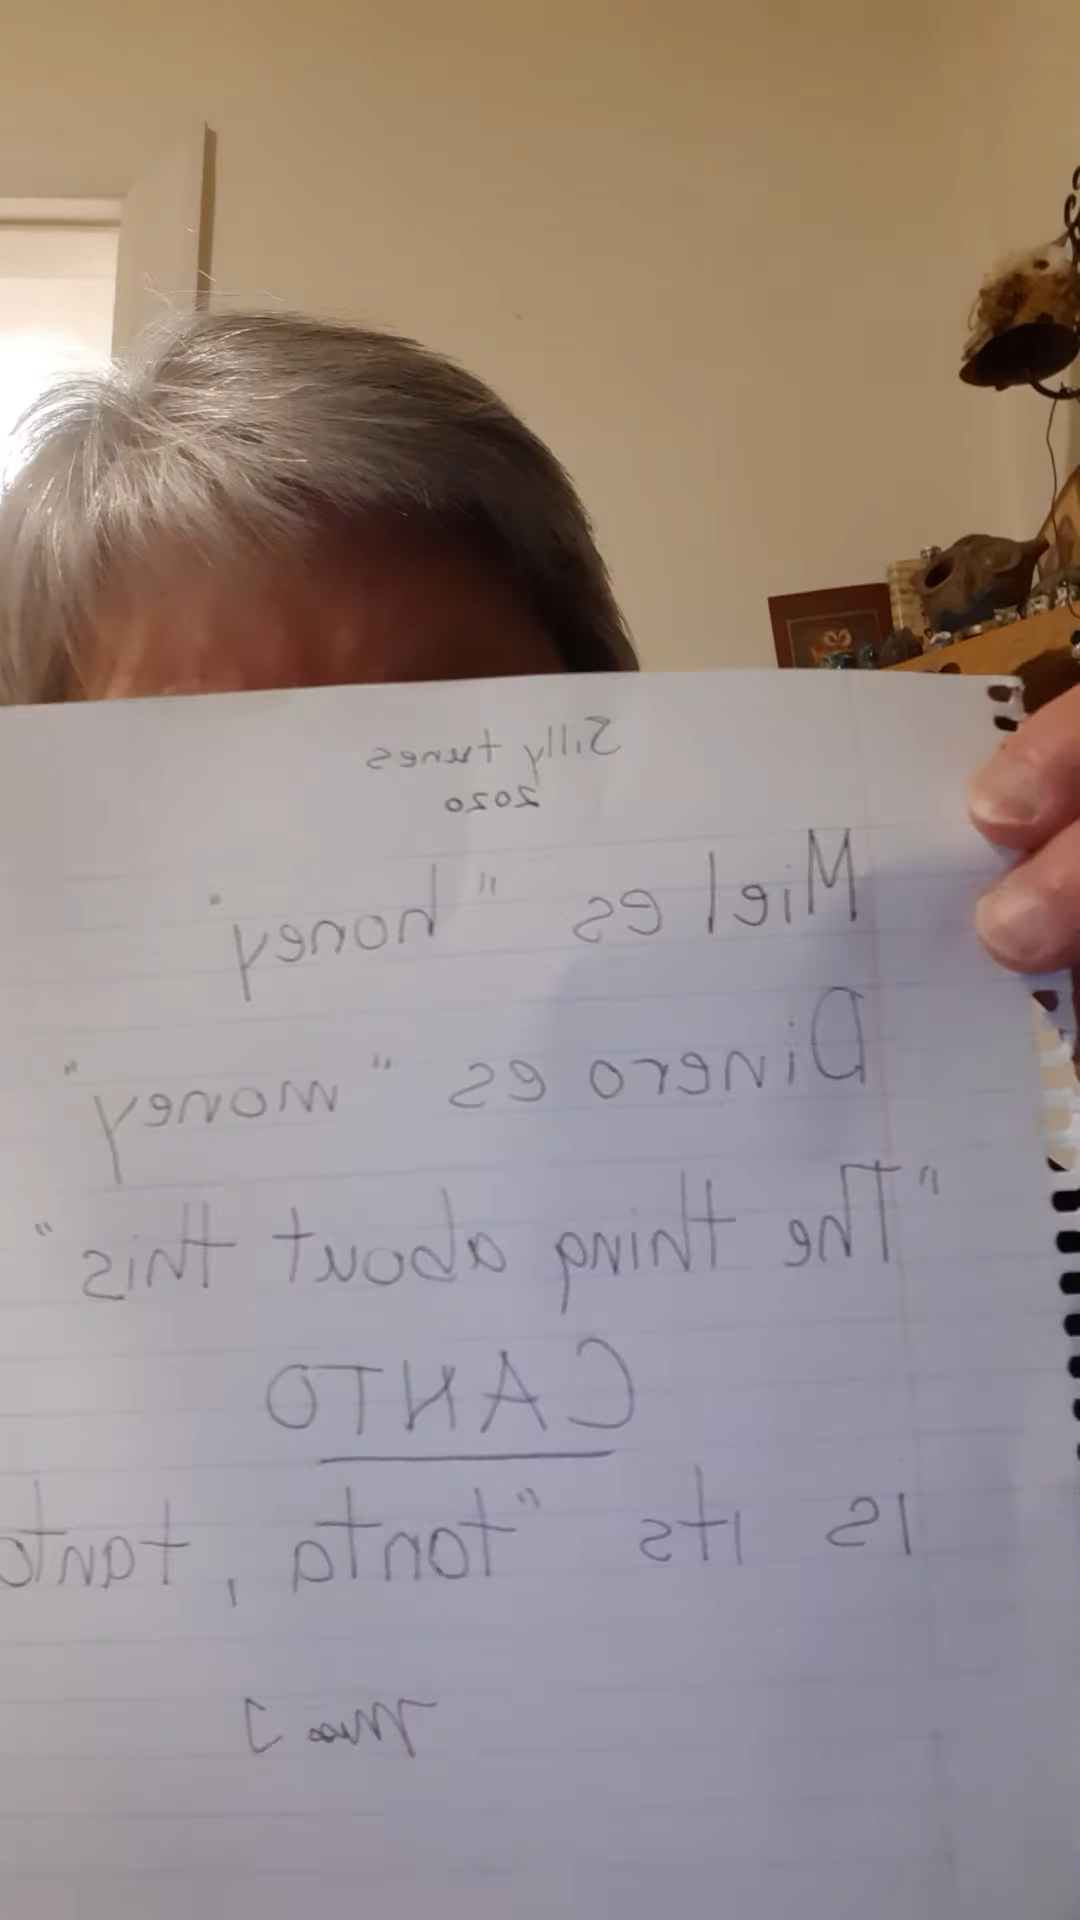 Silly tunes
2020
Miel es "honey
Dinero es "money"
"The thing about this"
CANTO
is its "tonta, tanto